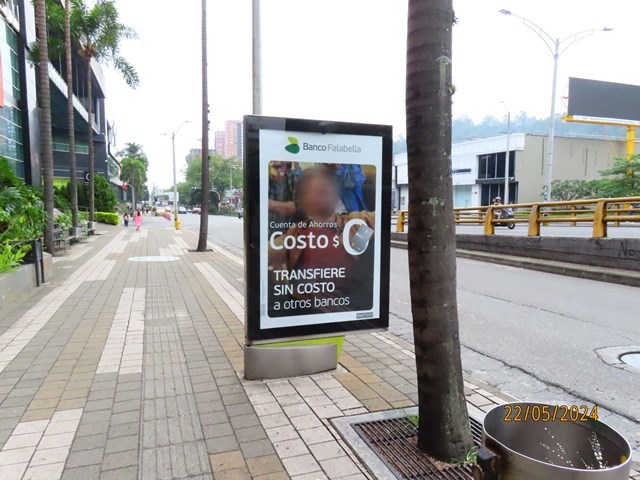 Banco Falabella
Cuenta de Ahorros
Costo $0
TRANSFIERE
SIN COSTO
a otros bancos
22/05/2024